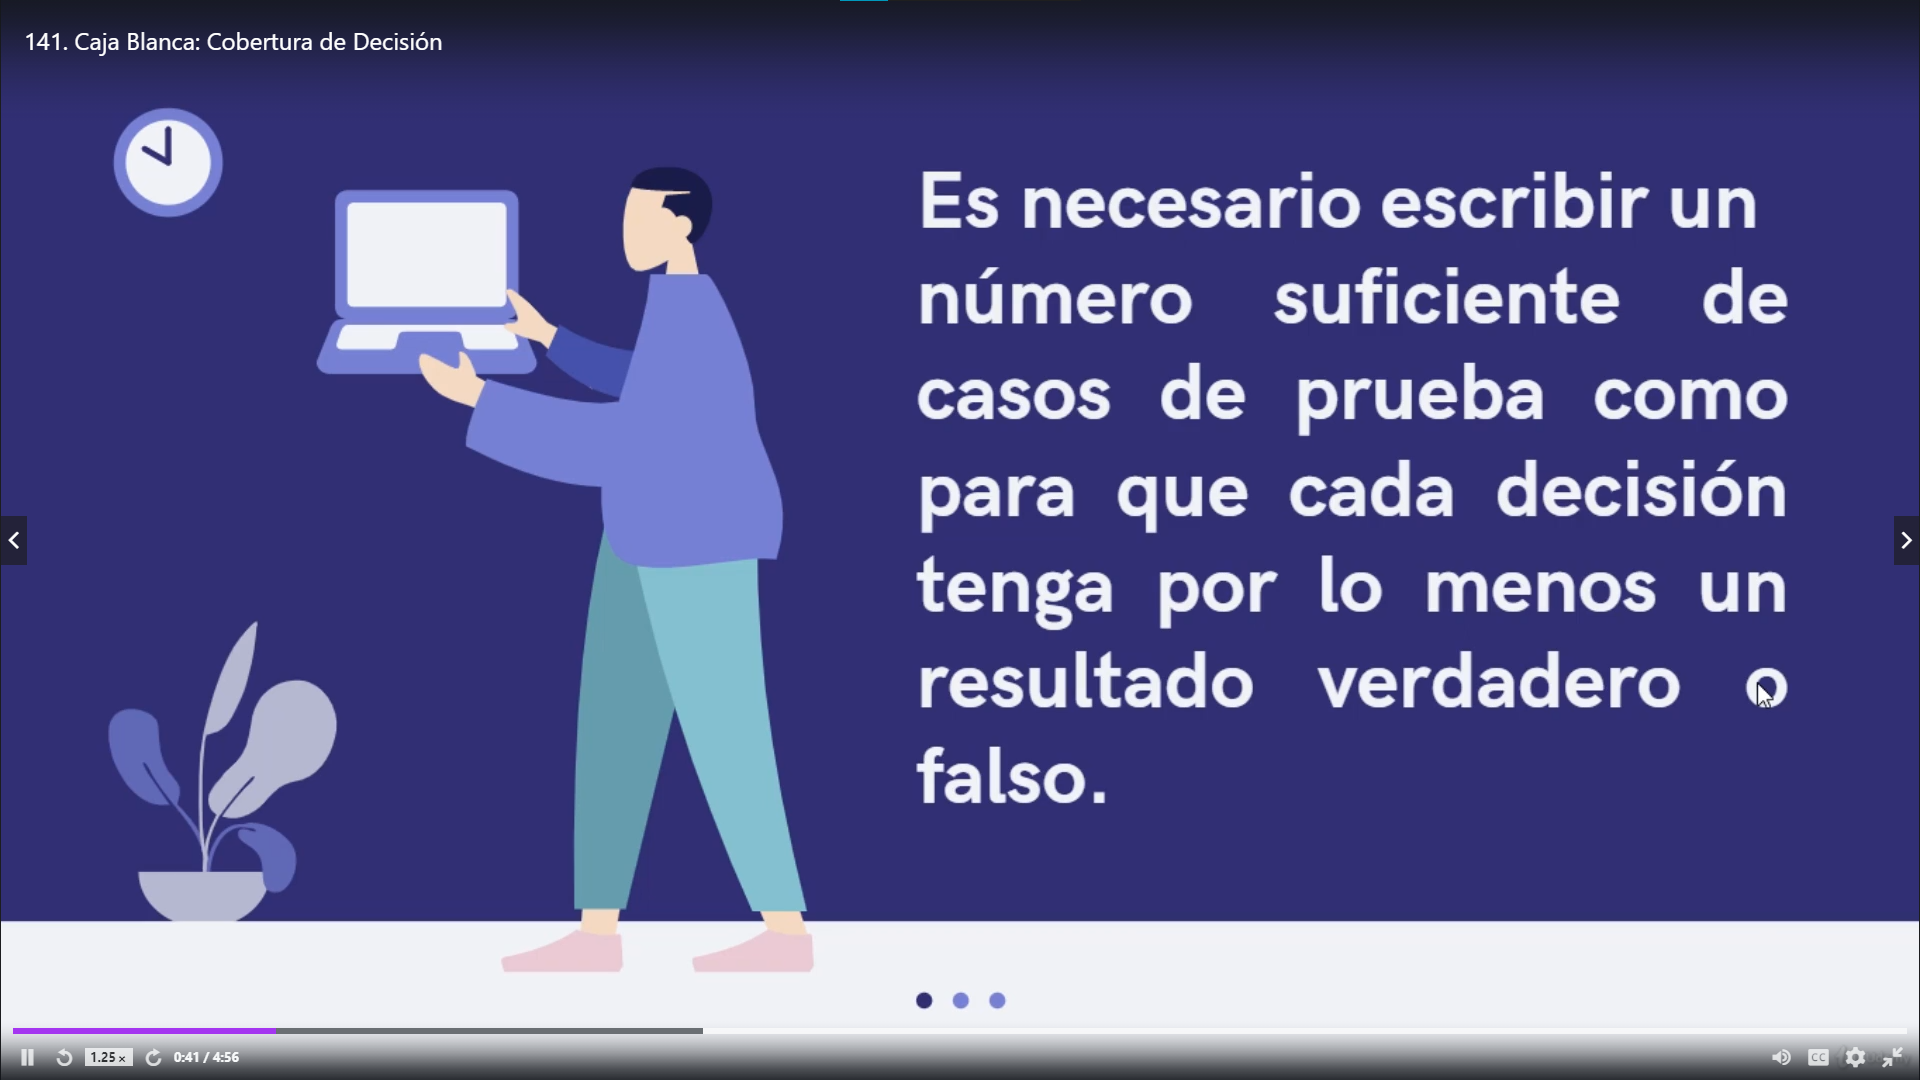 141. Caja Blanca: Cobertura de Decisión
Es necesario escribir un
número suficiente de
casos de prueba como
para que cada decisión
tenga por lo menos un
resultado verdadero o
falso.
1.25 x
0:41 / 4:56
CC